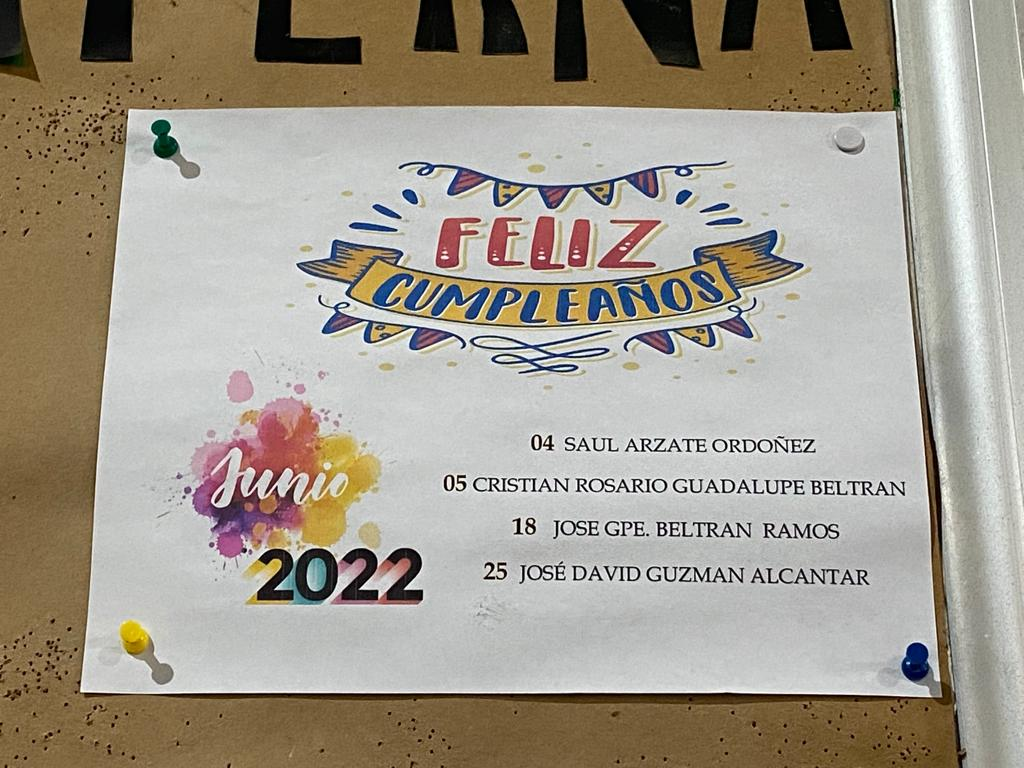 FELIZ
CUMPLEAÑOS
Junio
2022
04 SAUL ARZATE ORDOÑEZ
05 CRISTIAN ROSARIO GUADALUPE BELTRAN
18 JOSE GPE. BELTRAN RAMOS
25 JOSÉ DAVID GUZMAN ALCANTAR